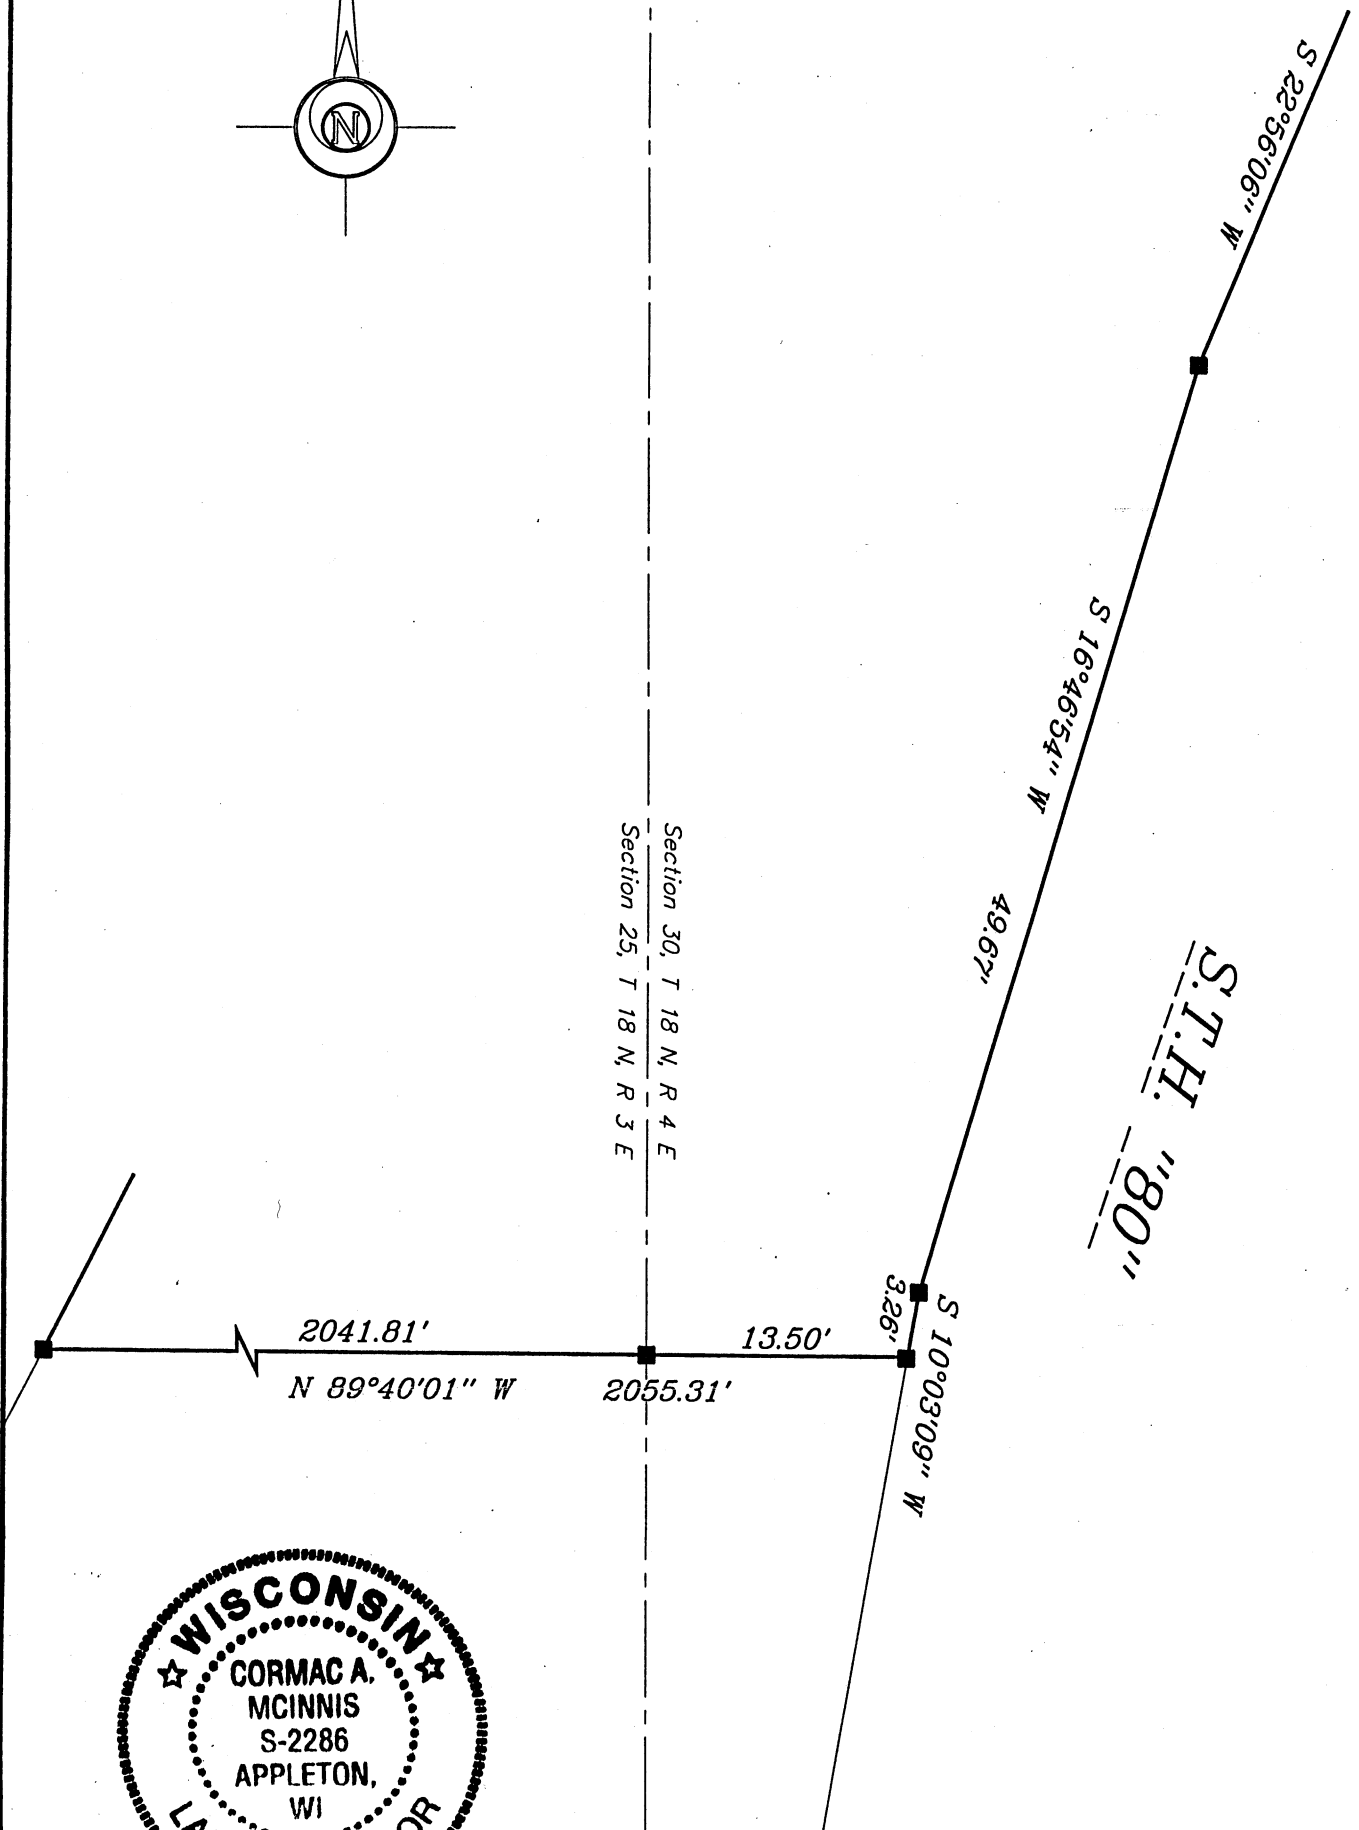 N
S 22°56'06" W
S 16°46'54" W
49.67'
Section 30, T 18 N, R 4 E
Section 25, T 18 N, R 3 E
S.T.H. "80"
3.26'
S 10°03'09" W
2041.81'
13.50'
N 89°40'01" W
2055.31'
WISCONSIN
CORMAC A.
MCINNIS
S-2286
APPLETON,
WI